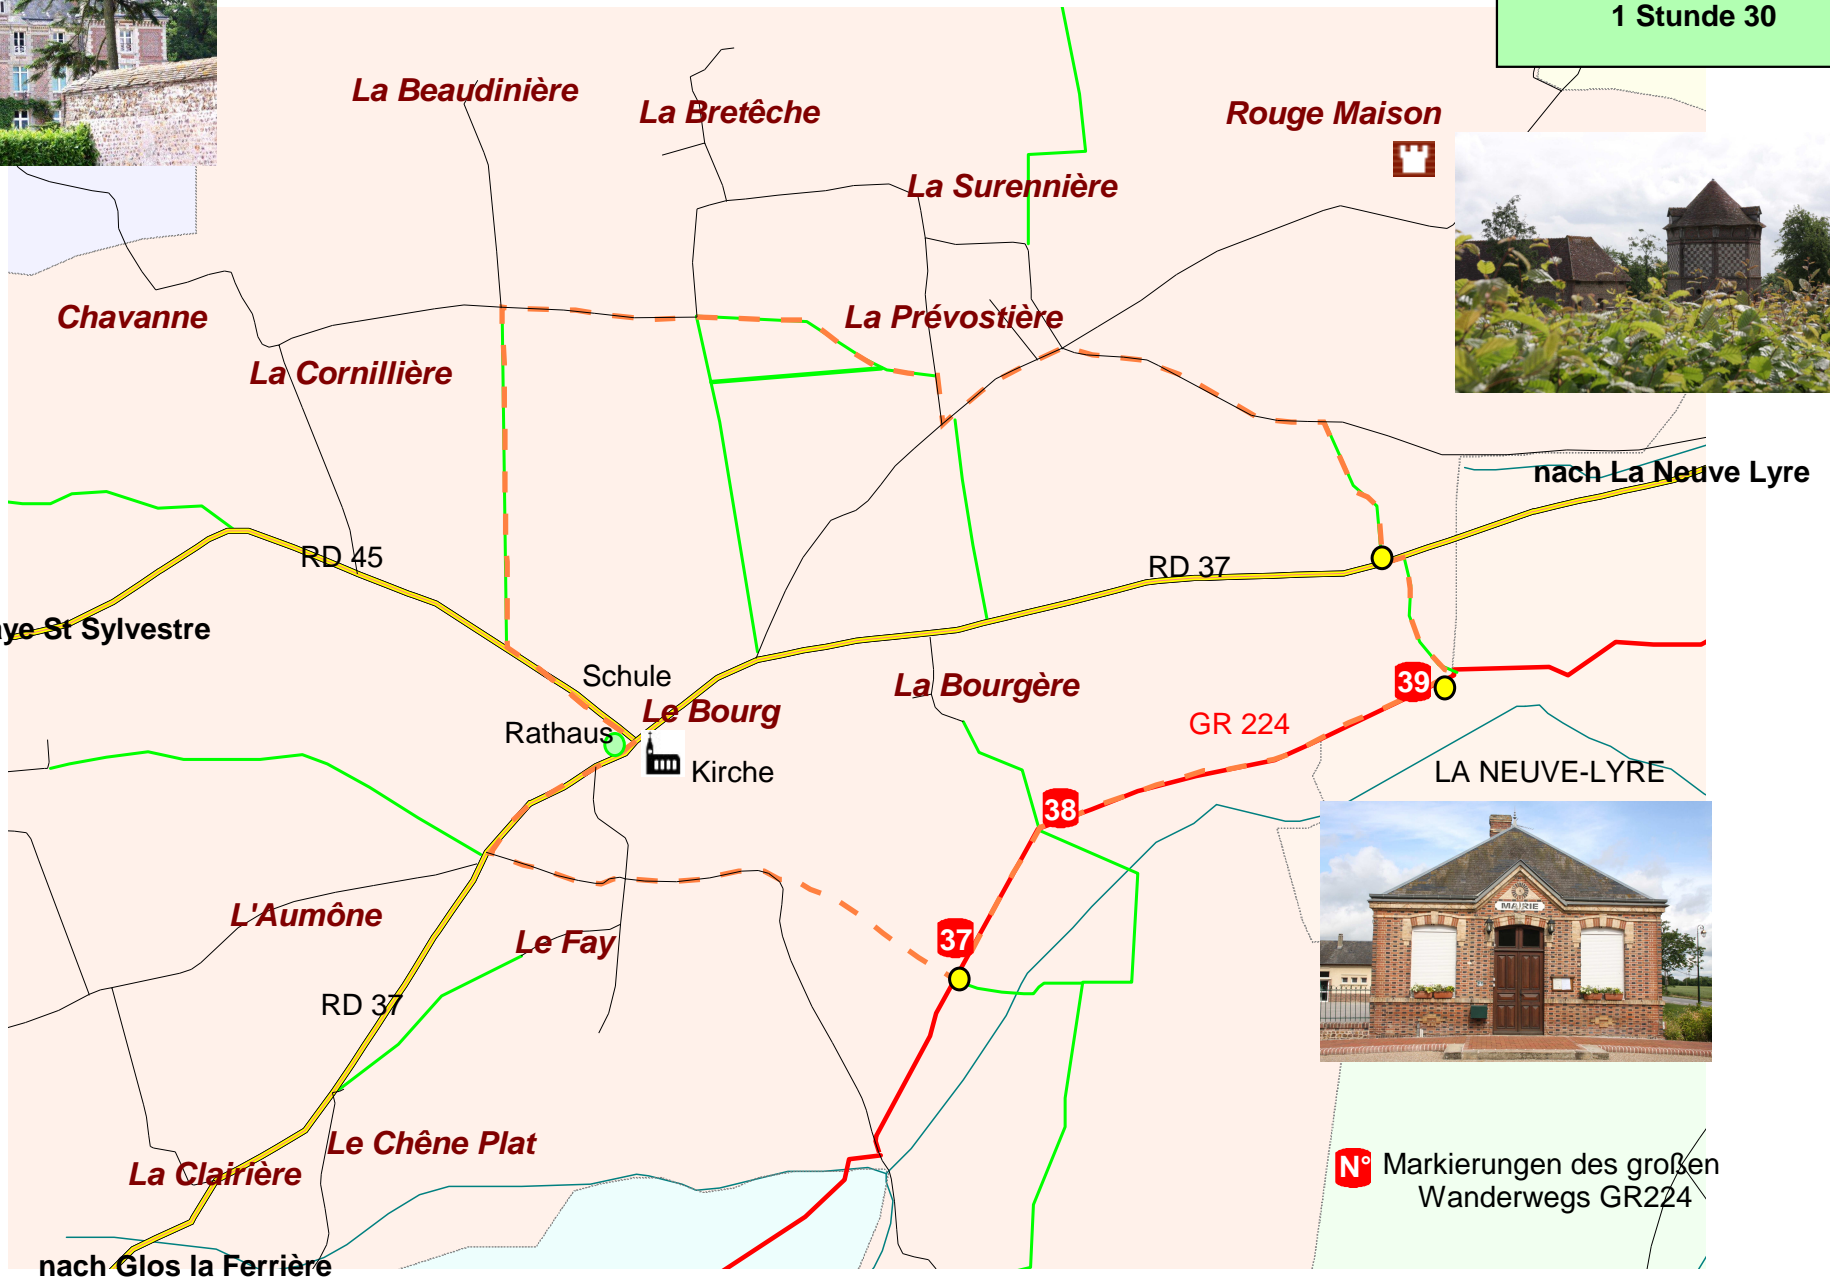 1 Stunde 30
La Beaudinière
La Bretêche
Rouge Maison
La Surennière
Chavanne
La Prévostière
La Cornillière
nach La Neuve Lyre
RD 45
RD 37
aye St Sylvestre
Schule
La Bourgère
39
Le Bourg
GR 224
Rathaus
Kirche
LA NEUVE-LYRE
38
MAIRIE
L'Aumône
37
Le Fay
RD 37
Le Chêne Plat
La Clairière
N° Markierungen des großen
Wanderwegs GR224
nach Glos la Ferrière